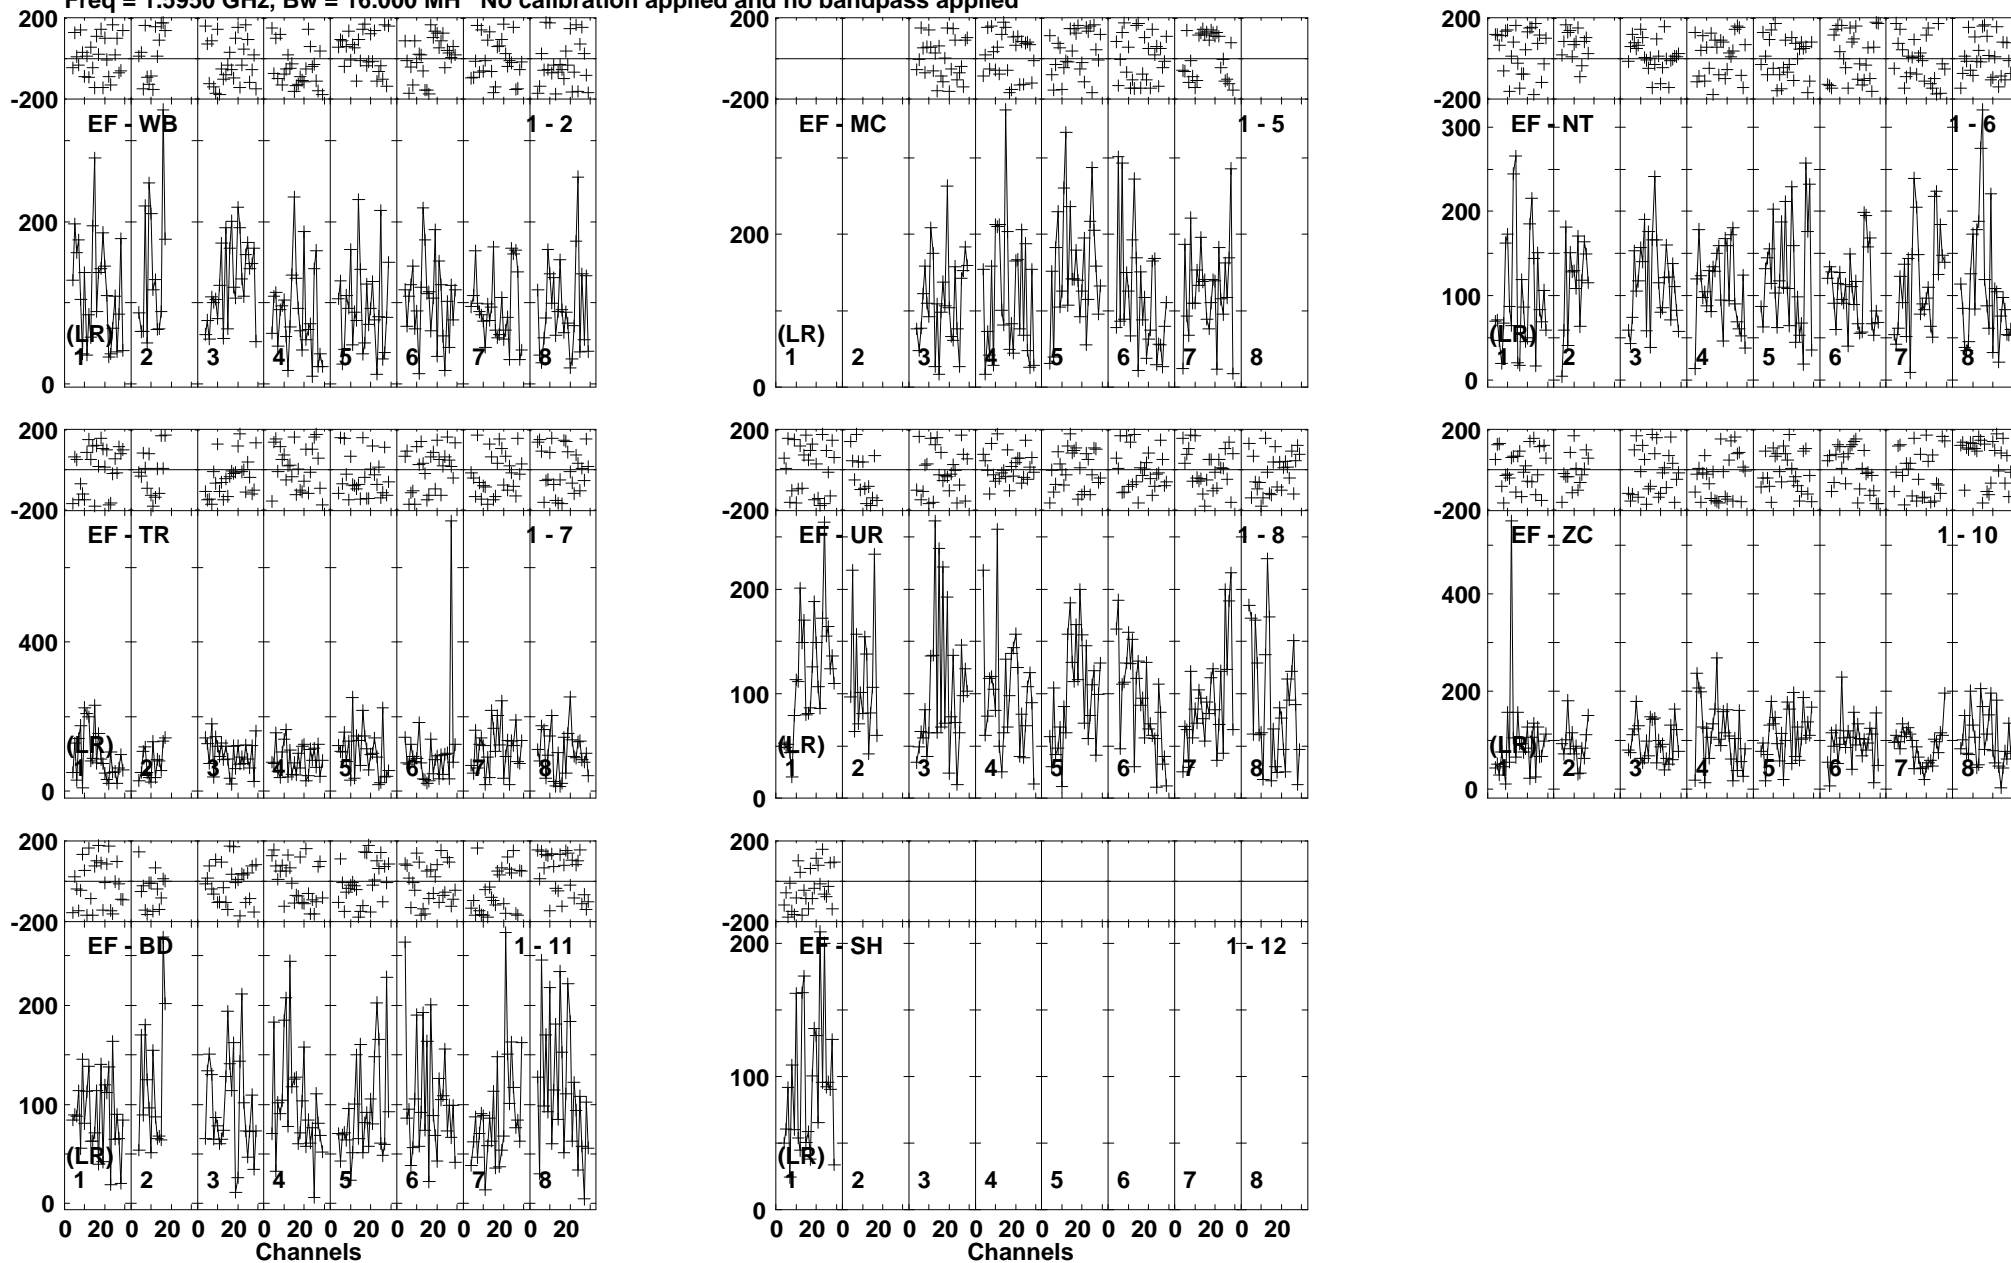 Freq = 1.5950 GHz, Bw = 16.000 MH No calibration applied and no bandpass applied
200 200 200
-200 -200 -200
EF - WB 1 - 2 EF - MC 1 - 5 300 EF - NT 1 - 6
200 200 200
100
(LR) (LR) (LR)
1 2 3 4 5 6 7 8 1 2 3 4 5 6 7 8 1 2 3 4 5 6 7 8
0 0 0
200 200 200
-200 -200 -200
EF - TR 1 - 7 EF - UR 1 - 8 EF - ZC 1 - 10
400 200 400
100 200
(LR) (LR) (LR)
1 2 3 4 5 6 7 8 1 2 3 4 5 6 7 8 1 2 3 4 5 6 7 8
0 0 0
200 200
-200 -200
EF - BD 1 - 11 200 EF - SH 1 - 12
200
100 100
(LR) (LR)
1 2 3 4 5 6 7 8 1 2 3 4 5 6 7 8
0 0
0 20 0 20 0 20 0 20 0 20 0 20 0 20 0 20 0 20 0 20 0 20 0 20 0 20 0 20 0 20 0 20
Channels Channels